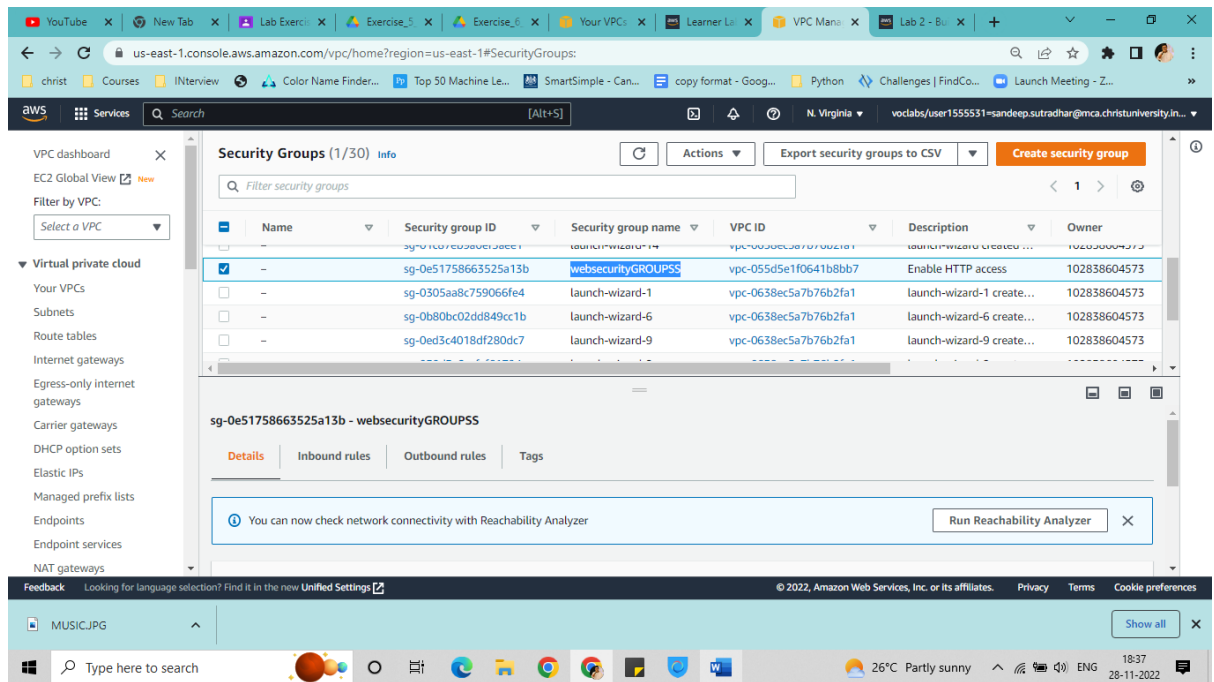 YouTube
New Tab
Lab Exercis
Exercise_5_
Exercise_6_
Your VPCs
Learner La
VPC Mana
Lab 2 - Bu
us-east-1.console.aws.amazon.com/vpc/home?region=us-east-1#SecurityGroups:
christ Courses INterview Color Name Finder... Top 50 Machine Le... SmartSimple - Can... copy format - Goog... Python Challenges | FindCo... Launch Meeting - Z... »
aws Services Search [Alt+S] N. Virginia voclabs/user1555531=sandeep.sutradhar@mca.christuniversity.in...
VPC dashboard
EC2 Global View New
Filter by VPC:
Select a VPC
Virtual private cloud
Your VPCs
Subnets
Route tables
Internet gateways
Egress-only internet
gateways
Carrier gateways
DHCP option sets
Elastic IPs
Managed prefix lists
Endpoints
Endpoint services
NAT gateways
Security Groups (1/30) Info
Actions Export security groups to CSV Create security group
Filter security groups
1
Name Security group ID Security group name VPC ID Description Owner
– sg-0e51758663525a13b websecurityGROUPSS vpc-055d5e1f0641b8bb7 Enable HTTP access 102838604573
– sg-0305aa8c759066fe4 launch-wizard-1 vpc-0638ec5a7b76b2fa1 launch-wizard-1 create... 102838604573
– sg-0b80bc02dd849cc1b launch-wizard-6 vpc-0638ec5a7b76b2fa1 launch-wizard-6 create... 102838604573
– sg-0ed3c4018df280dc7 launch-wizard-9 vpc-0638ec5a7b76b2fa1 launch-wizard-9 create... 102838604573
sg-0e51758663525a13b - websecurityGROUPSS
Details Inbound rules Outbound rules Tags
You can now check network connectivity with Reachability Analyzer Run Reachability Analyzer
Feedback Looking for language selection? Find it in the new Unified Settings © 2022, Amazon Web Services, Inc. or its affiliates. Privacy Terms Cookie preferences
MUSIC.JPG Show all
Type here to search 26°C Partly sunny ENG 18:37
28-11-2022